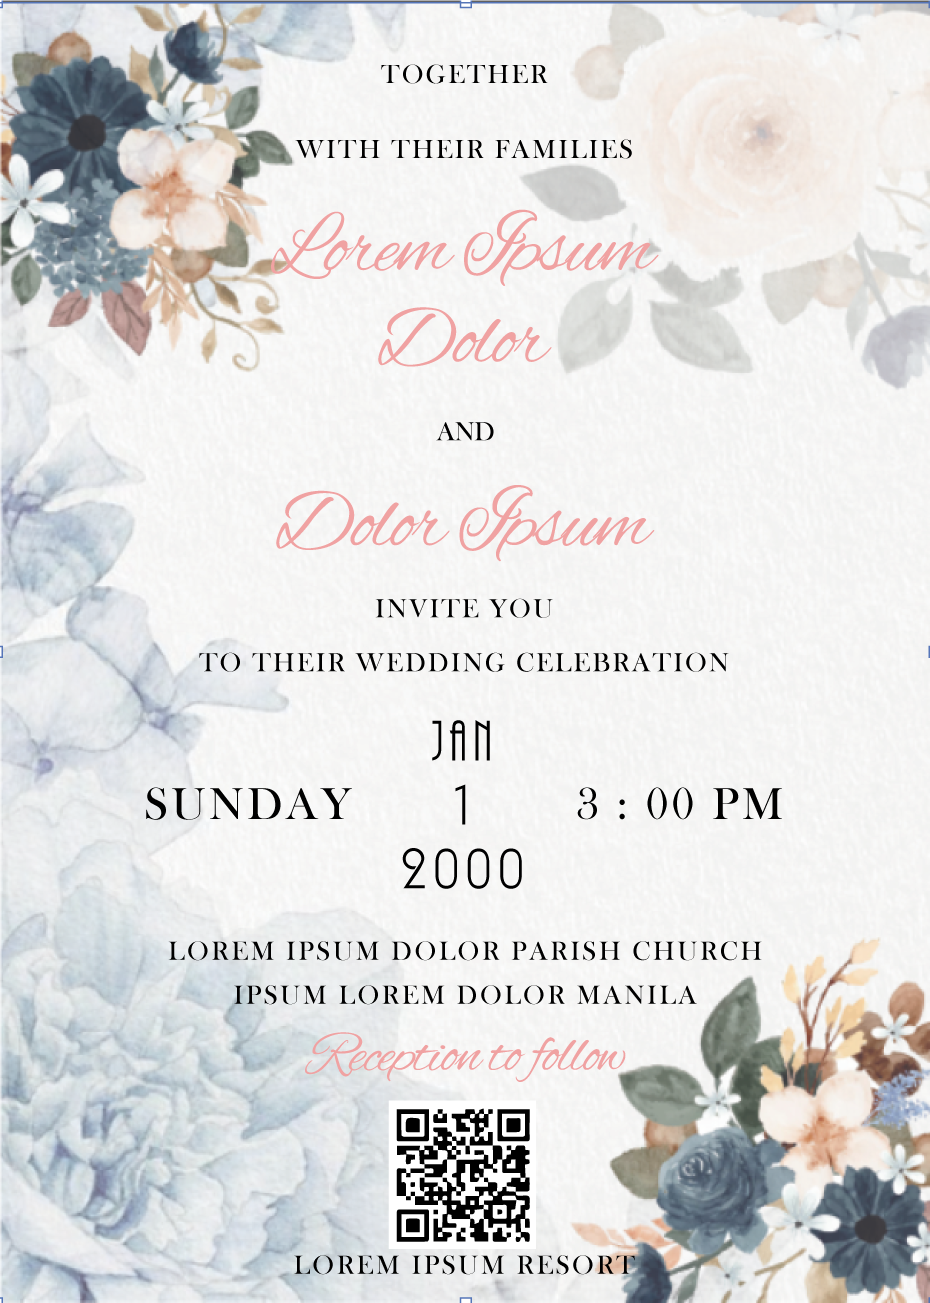 TOGETHER
WITH THEIR FAMILIES
Lorem Ipsum
Dolor
AND
Dolor Ipsum
INVITE YOU
TO THEIR WEDDING CELEBRATION
JAN
SUNDAY 1 3 : 00 PM
2000
LOREM IPSUM DOLOR PARISH CHURCH
IPSUM LOREM DOLOR MANILA
Reception to follow
LOREM IPSUM RESORT